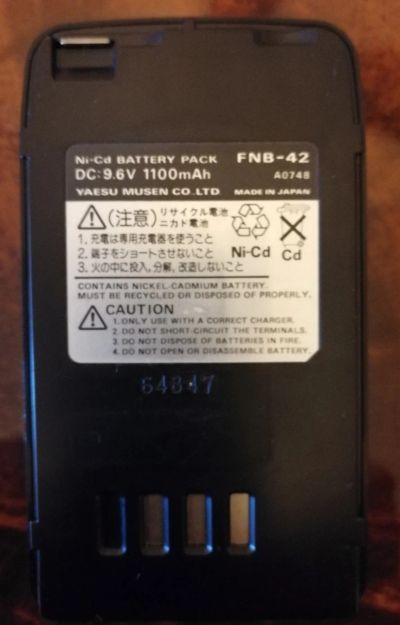 Ni-Cd BATTERY PACK FNB-42
DC: 9.6V 1100mAh A0748
YAESU MUSEN CO., LTD. MADE IN JAPAN
(注意) リサイクル電池
ニカド電池
1. 充電は専用充電器を使うこと
2. 端子をショートさせないこと
3. 火の中に投入, 分解, 改造しないこと
Ni-Cd Cd
CONTAINS NICKEL-CADMIUM BATTERY.
MUST BE RECYCLED OR DISPOSED OF PROPERLY.
CAUTION
1. ONLY USE WITH A CORRECT CHARGER.
2. DO NOT SHORT-CIRCUIT THE TERMINALS.
3. DO NOT DISPOSE OF BATTERIES IN FIRE.
4. DO NOT OPEN OR DISASSEMBLE BATTERY.
54847